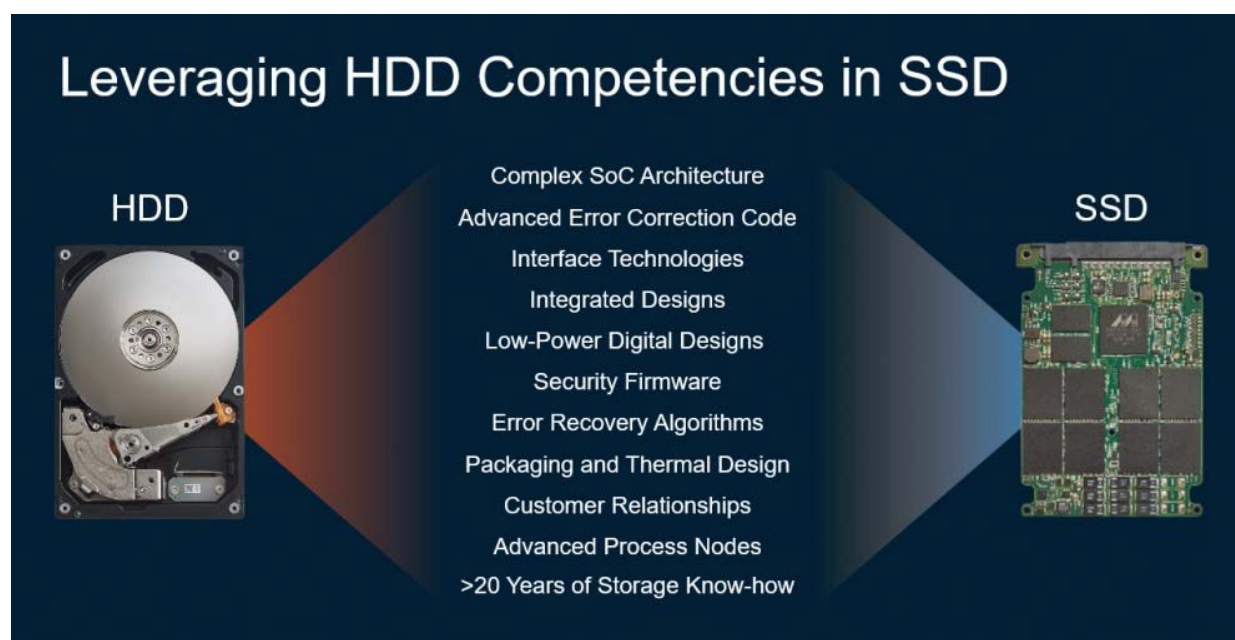 Leveraging HDD Competencies in SSD
HDD
SSD
Complex SoC Architecture
Advanced Error Correction Code
Interface Technologies
Integrated Designs
Low-Power Digital Designs
Security Firmware
Error Recovery Algorithms
Packaging and Thermal Design
Customer Relationships
Advanced Process Nodes
>20 Years of Storage Know-how